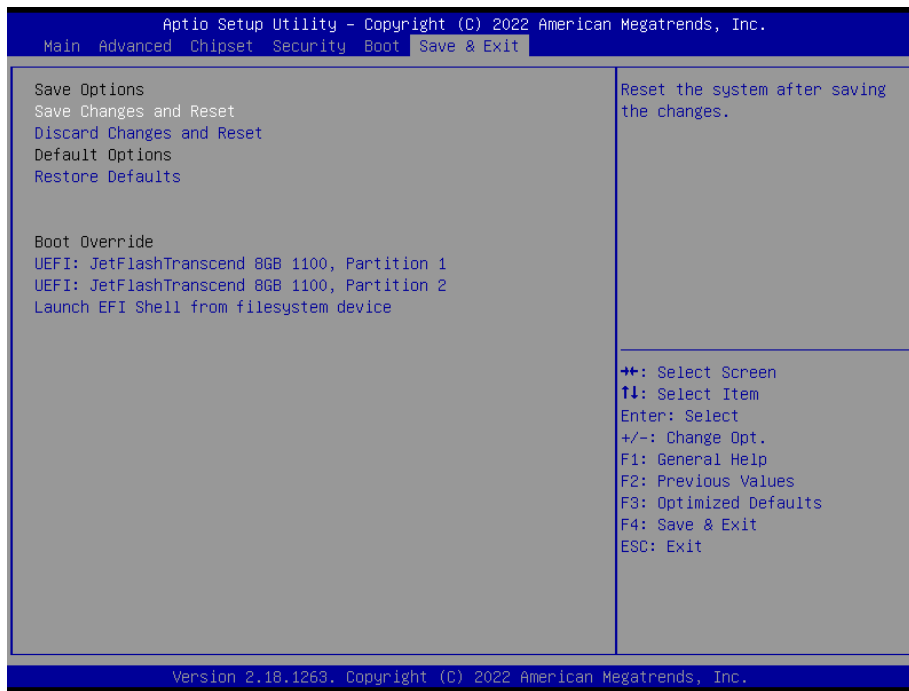 Aptio Setup Utility – Copyright (C) 2022 American Megatrends, Inc.
Main Advanced Chipset Security Boot Save & Exit
Save Options
Save Changes and Reset
Discard Changes and Reset
Default Options
Restore Defaults
Boot Override
UEFI: JetFlashTranscend 8GB 1100, Partition 1
UEFI: JetFlashTranscend 8GB 1100, Partition 2
Launch EFI Shell from filesystem device
Reset the system after saving
the changes.
→←: Select Screen
↑↓: Select Item
Enter: Select
+/-: Change Opt.
F1: General Help
F2: Previous Values
F3: Optimized Defaults
F4: Save & Exit
ESC: Exit
Version 2.18.1263. Copyright (C) 2022 American Megatrends, Inc.